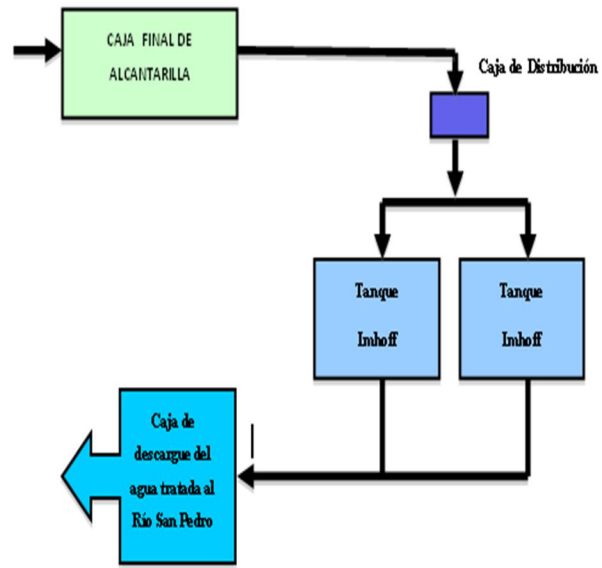 CAJA FINAL DE
ALCANTARILLA
Caja de Distribución
Tanque
Imhoff
Tanque
Imhoff
Caja de
descargue del
agua tratada al
Río San Pedro